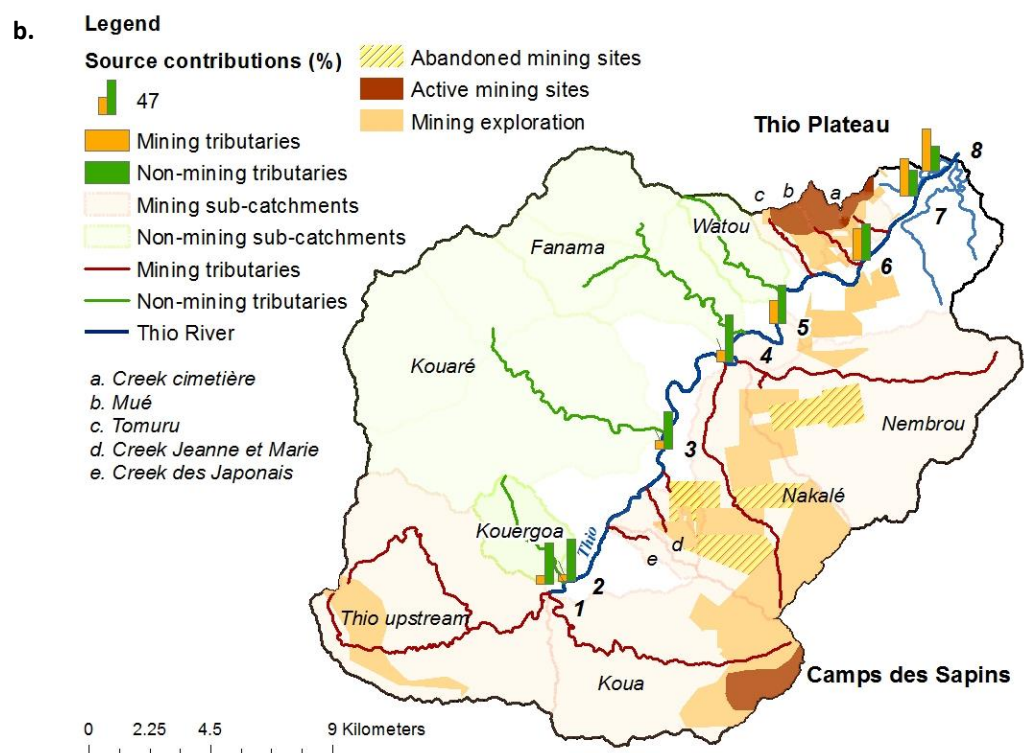 b.
Legend
Source contributions (%)
47
Mining tributaries
Non-mining tributaries
Mining sub-catchments
Non-mining sub-catchments
Mining tributaries
Non-mining tributaries
Thio River
Abandoned mining sites
Active mining sites
Mining exploration
a. Creek cimetière
b. Mué
c. Tomuru
d. Creek Jeanne et Marie
e. Creek des Japonais
Thio Plateau
8
c b a
Watou
7
Fanama
6
5
4
Kouaré
Nembrou
3
Nakalé
Kouergoa
Thio
d
e
2
1
Thio upstream
Camps des Sapins
Koua
0 2.25 4.5 9 Kilometers